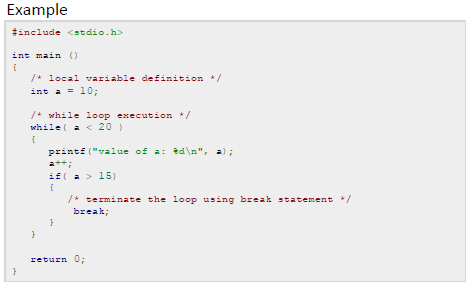 Example
#include <stdio.h>
int main ()
{
/* local variable definition */
int a = 10;
/* while loop execution */
while( a < 20 )
{
printf("value of a: %d\n", a);
a++;
if( a > 15)
{
/* terminate the loop using break statement */
break;
}
}
return 0;
}